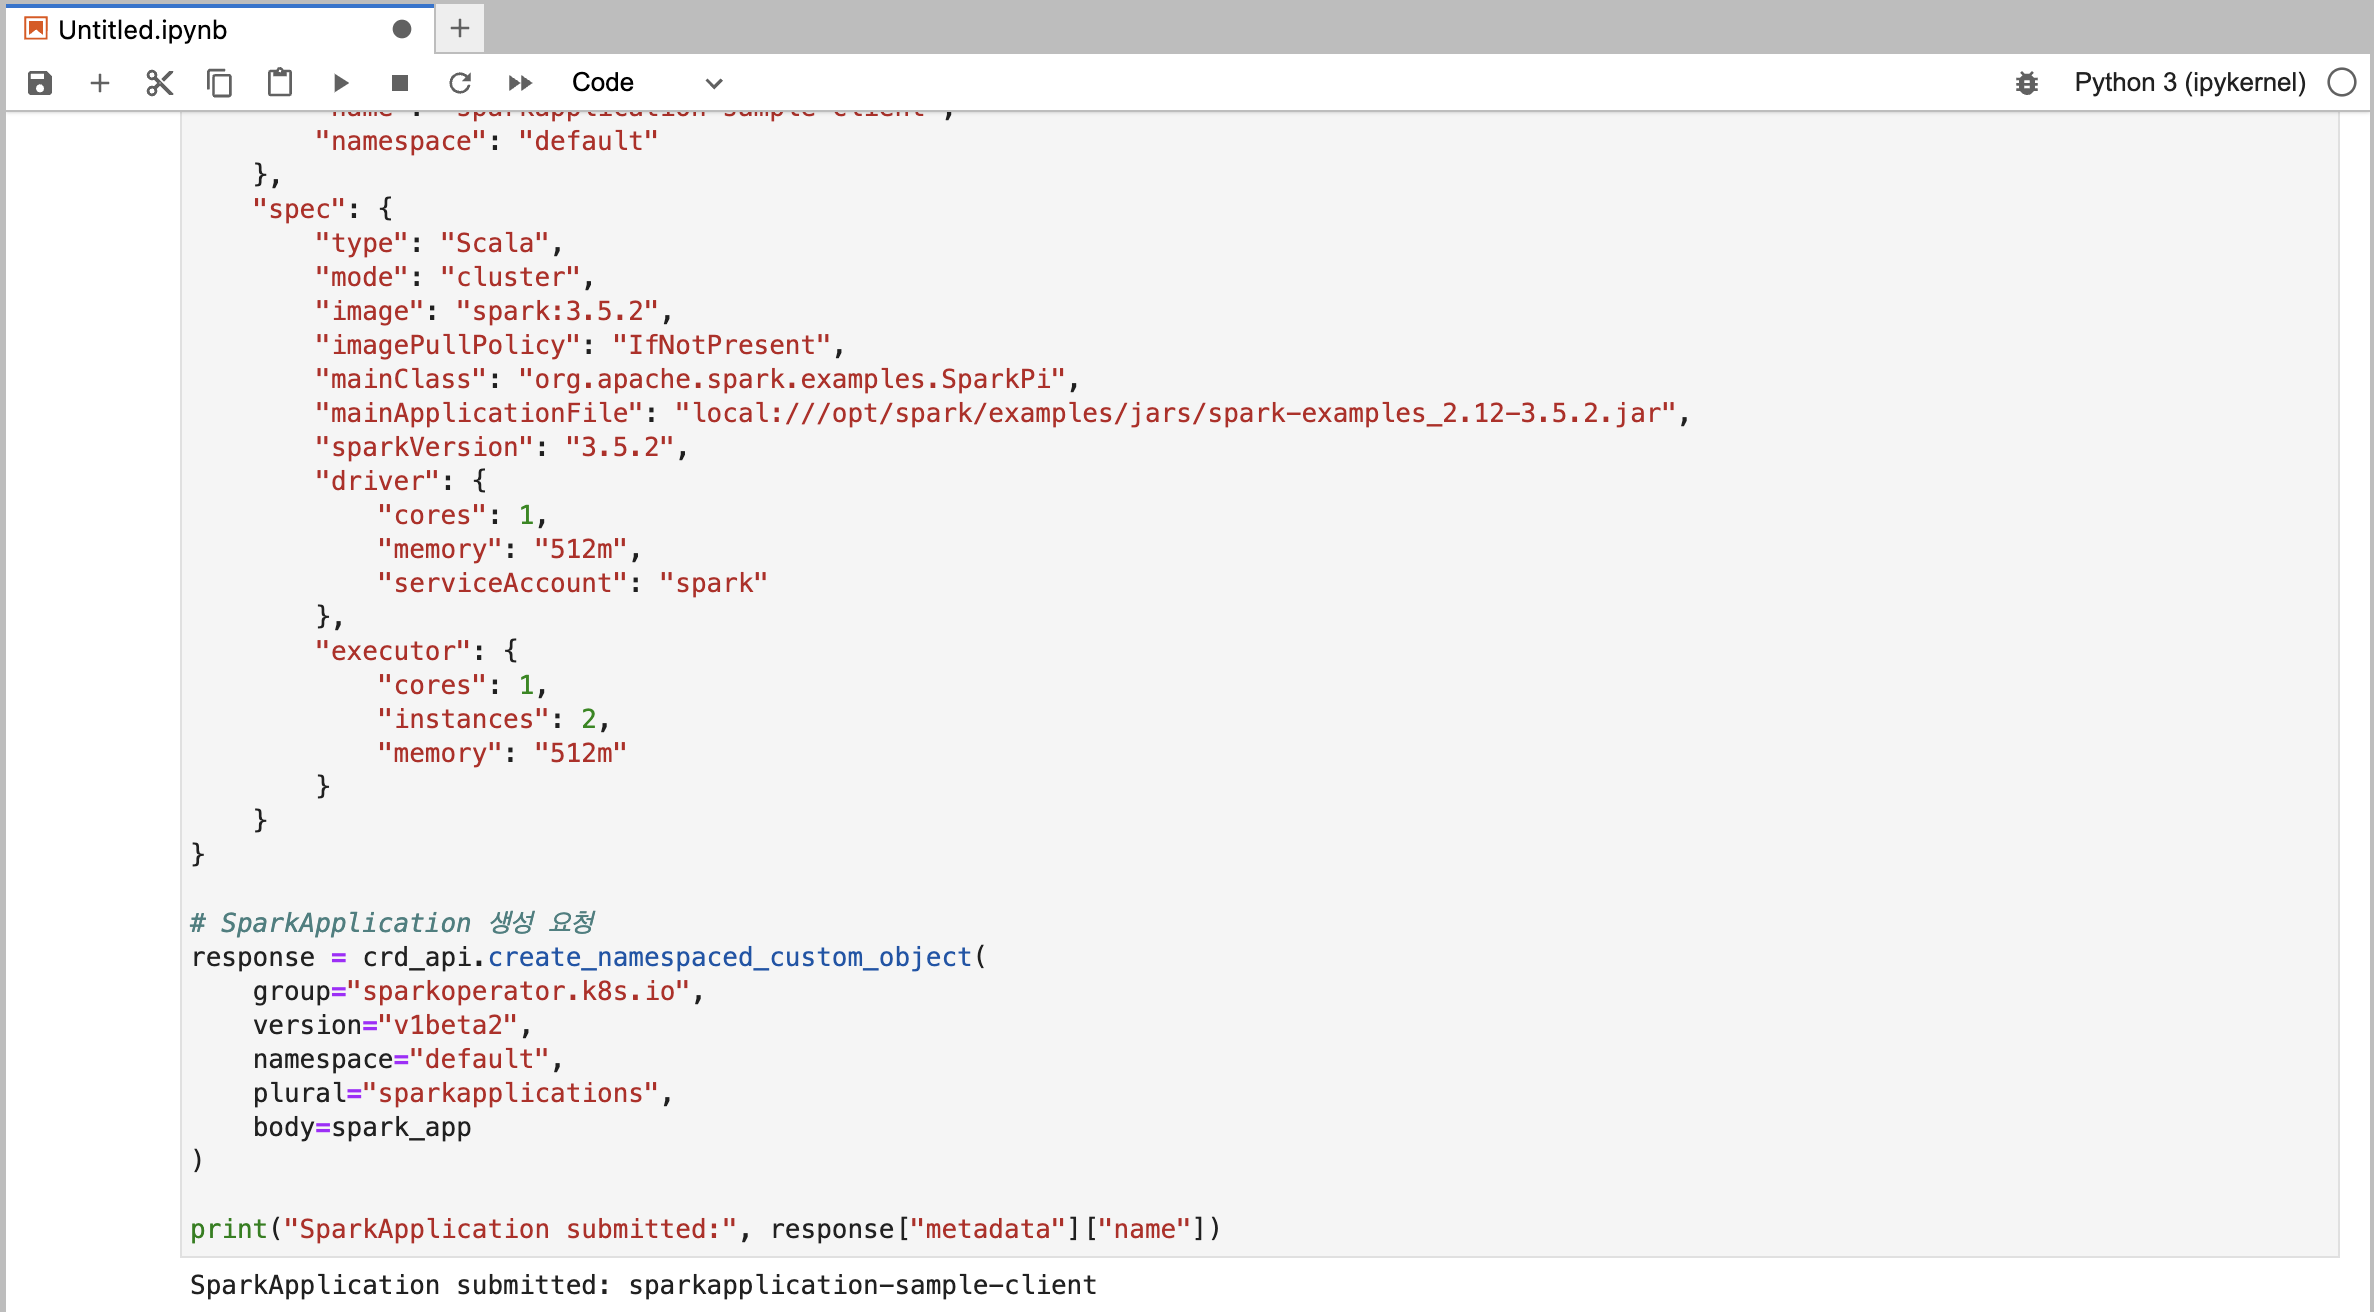 Untitled.ipynb
Code
Python 3 (ipykernel)
"name": "sparkapplication-sample-client",
"namespace": "default"
},
"spec": {
"type": "Scala",
"mode": "cluster",
"image": "spark:3.5.2",
"imagePullPolicy": "IfNotPresent",
"mainClass": "org.apache.spark.examples.SparkPi",
"mainApplicationFile": "local:///opt/spark/examples/jars/spark-examples_2.12-3.5.2.jar",
"sparkVersion": "3.5.2",
"driver": {
"cores": 1,
"memory": "512m",
"serviceAccount": "spark"
},
"executor": {
"cores": 1,
"instances": 2,
"memory": "512m"
}
}
}
# SparkApplication 생성 요청
response = crd_api.create_namespaced_custom_object(
group="sparkoperator.k8s.io",
version="v1beta2",
namespace="default",
plural="sparkapplications",
body=spark_app
)
print("SparkApplication submitted:", response["metadata"]["name"])
SparkApplication submitted: sparkapplication-sample-client